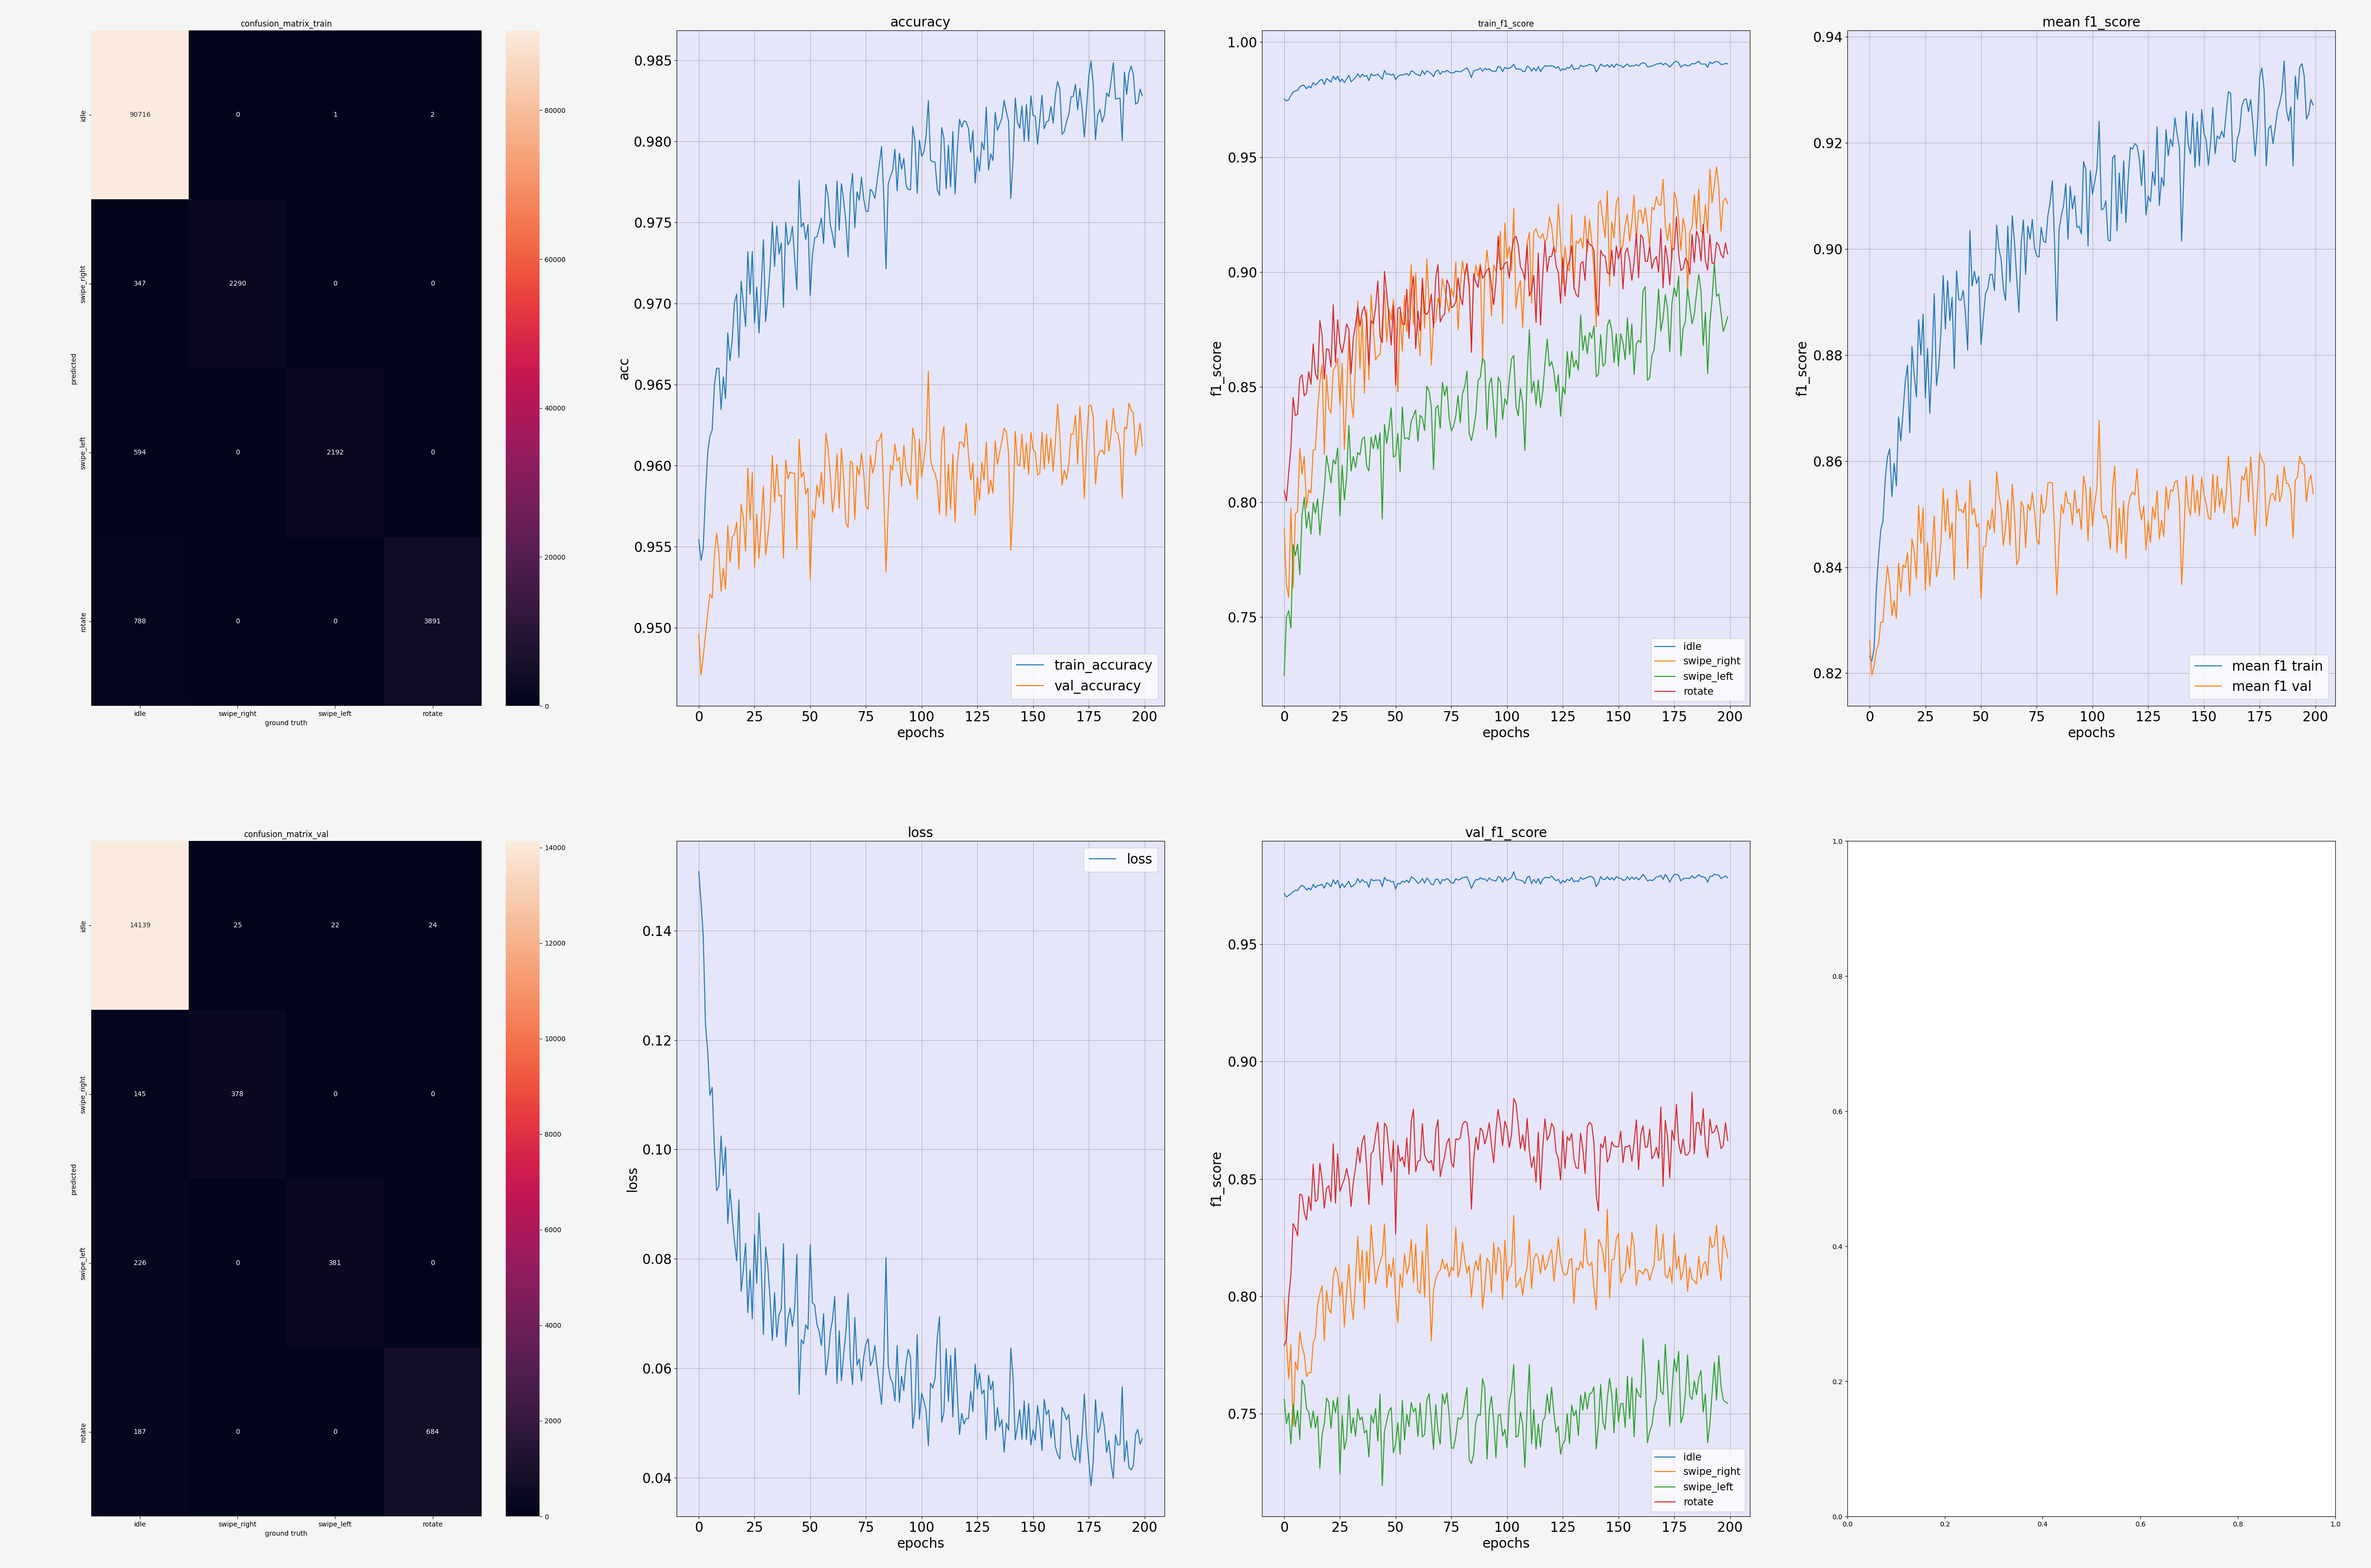 confusion_matrix_train
idle
swipe_right
swipe_left
rotate
predicted
90716 0 1 2
347 2290 0 0
594 0 2192 0
788 0 0 3891
idle swipe_right swipe_left rotate
ground truth
80000
60000
40000
20000
0
accuracy
acc
0.985
0.980
0.975
0.970
0.965
0.960
0.955
0.950
train_accuracy
val_accuracy
0 25 50 75 100 125 150 175 200
epochs
train_f1_score
f1_score
1.00
0.95
0.90
0.85
0.80
0.75
idle
swipe_right
swipe_left
rotate
0 25 50 75 100 125 150 175 200
epochs
mean f1_score
f1_score
0.94
0.92
0.90
0.88
0.86
0.84
0.82
mean f1 train
mean f1 val
0 25 50 75 100 125 150 175 200
epochs
confusion_matrix_val
idle
swipe_right
swipe_left
rotate
predicted
14139 25 22 24
145 378 0 0
226 0 381 0
187 0 0 684
idle swipe_right swipe_left rotate
ground truth
14000
12000
10000
8000
6000
4000
2000
0
loss
loss
loss
0.14
0.12
0.10
0.08
0.06
0.04
0 25 50 75 100 125 150 175 200
epochs
val_f1_score
f1_score
0.95
0.90
0.85
0.80
0.75
idle
swipe_right
swipe_left
rotate
0 25 50 75 100 125 150 175 200
epochs
1.0
0.8
0.6
0.4
0.2
0.0
0.0 0.2 0.4 0.6 0.8 1.0